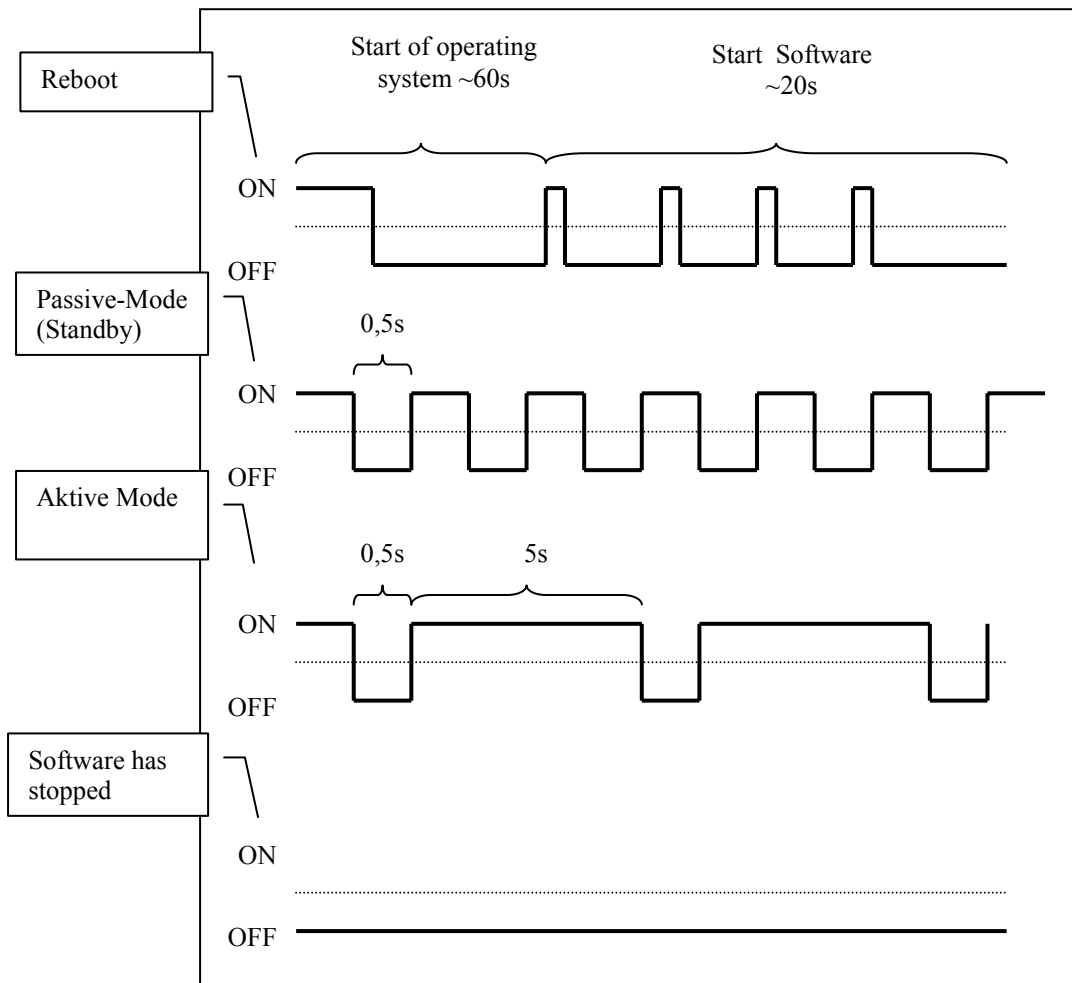 Start of operating
system ~60s
Start Software
~20s
Reboot
ON
OFF
Passive-Mode
(Standby)
0,5s
ON
OFF
Aktive Mode
0,5s
5s
ON
OFF
Software has
stopped
ON
OFF